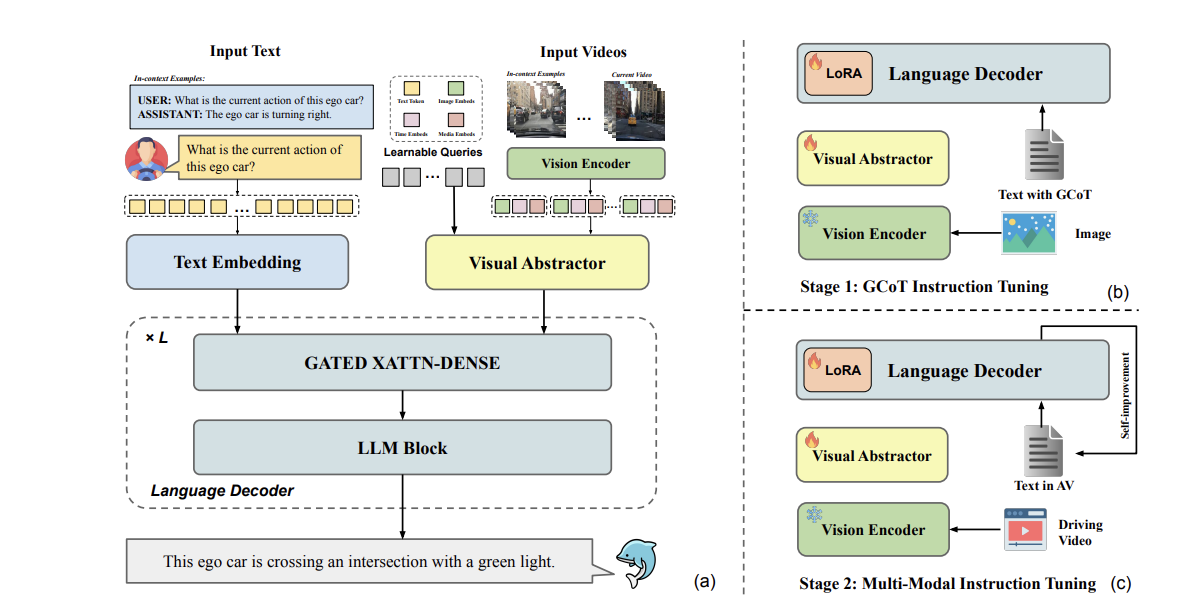 Input Text
Input Videos
In-context Examples:
USER: What is the current action of this ego car?
ASSISTANT: The ego car is turning right.
What is the current action of
this ego car?
Text Token
Image Embeds
Time Embeds
Media Embeds
Learnable Queries
...
In-context Examples
Current Video
...
Vision Encoder
...
...
Text Embedding
Visual Abstractor
× L
GATED XATTN-DENSE
LLM Block
Language Decoder
This ego car is crossing an intersection with a green light.
(a)
LoRA
Language Decoder
Visual Abstractor
Text with GCoT
Vision Encoder
Image
Stage 1: GCoT Instruction Tuning
(b)
LoRA
Language Decoder
Self-improvement
Visual Abstractor
Text in AV
Vision Encoder
Driving
Video
Stage 2: Multi-Modal Instruction Tuning
(c)